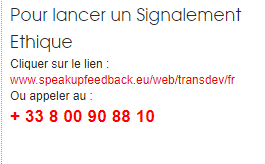 Pour lancer un Signalement
Ethique
Cliquer sur le lien :
www.speakupfeedback.eu/web/transdev/fr
Ou appeler au :
+ 33 8 00 90 88 10